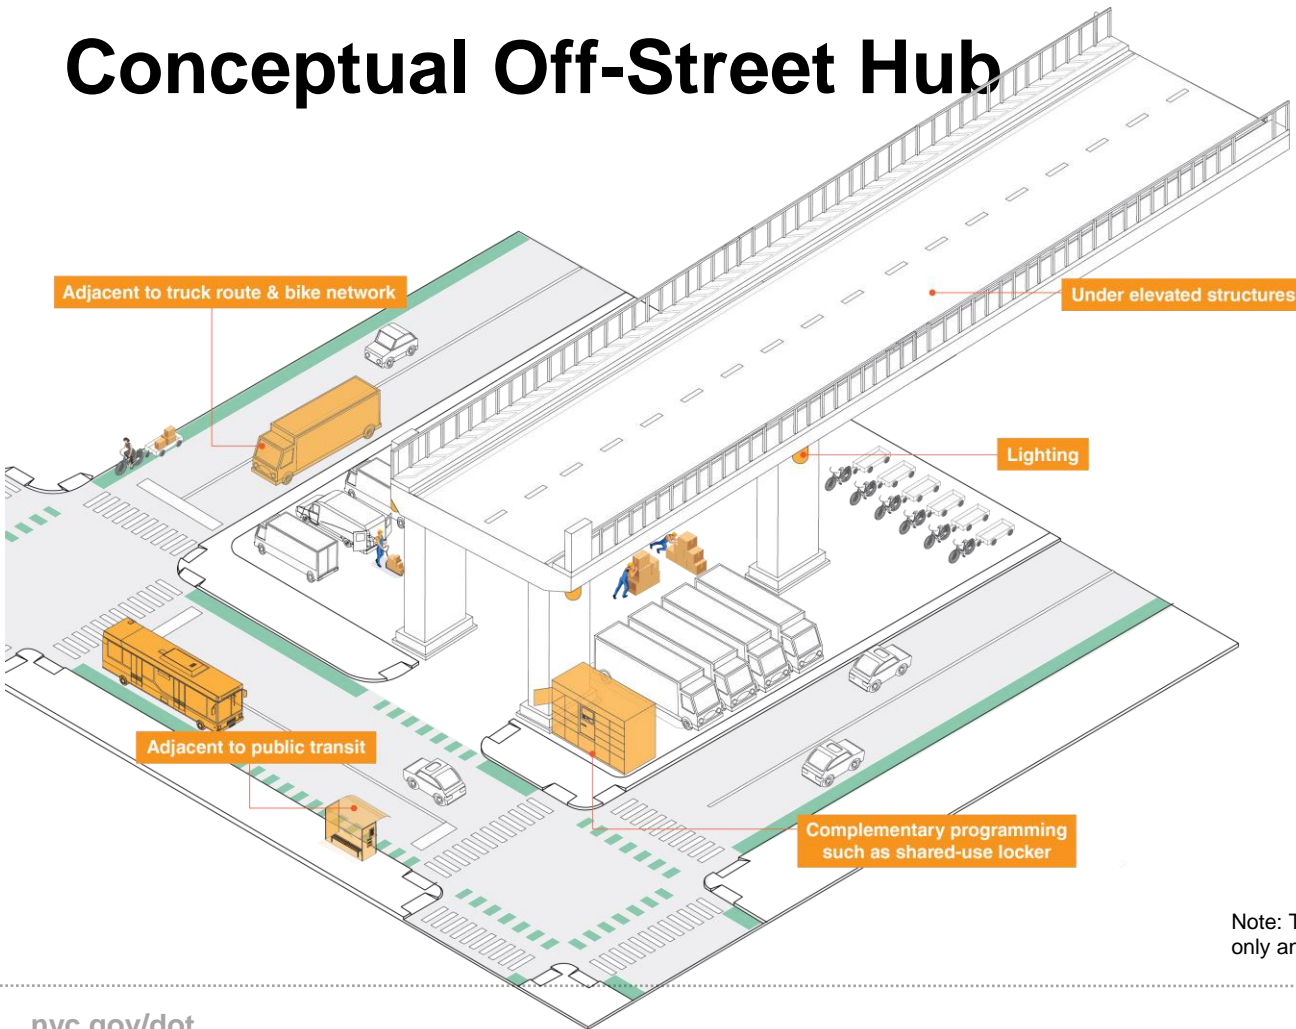 Conceptual Off-Street Hub
Adjacent to truck route & bike network
Under elevated structures
Lighting
Adjacent to public transit
Complementary programming
such as shared-use locker
Note:
only
nyc.gov/dot